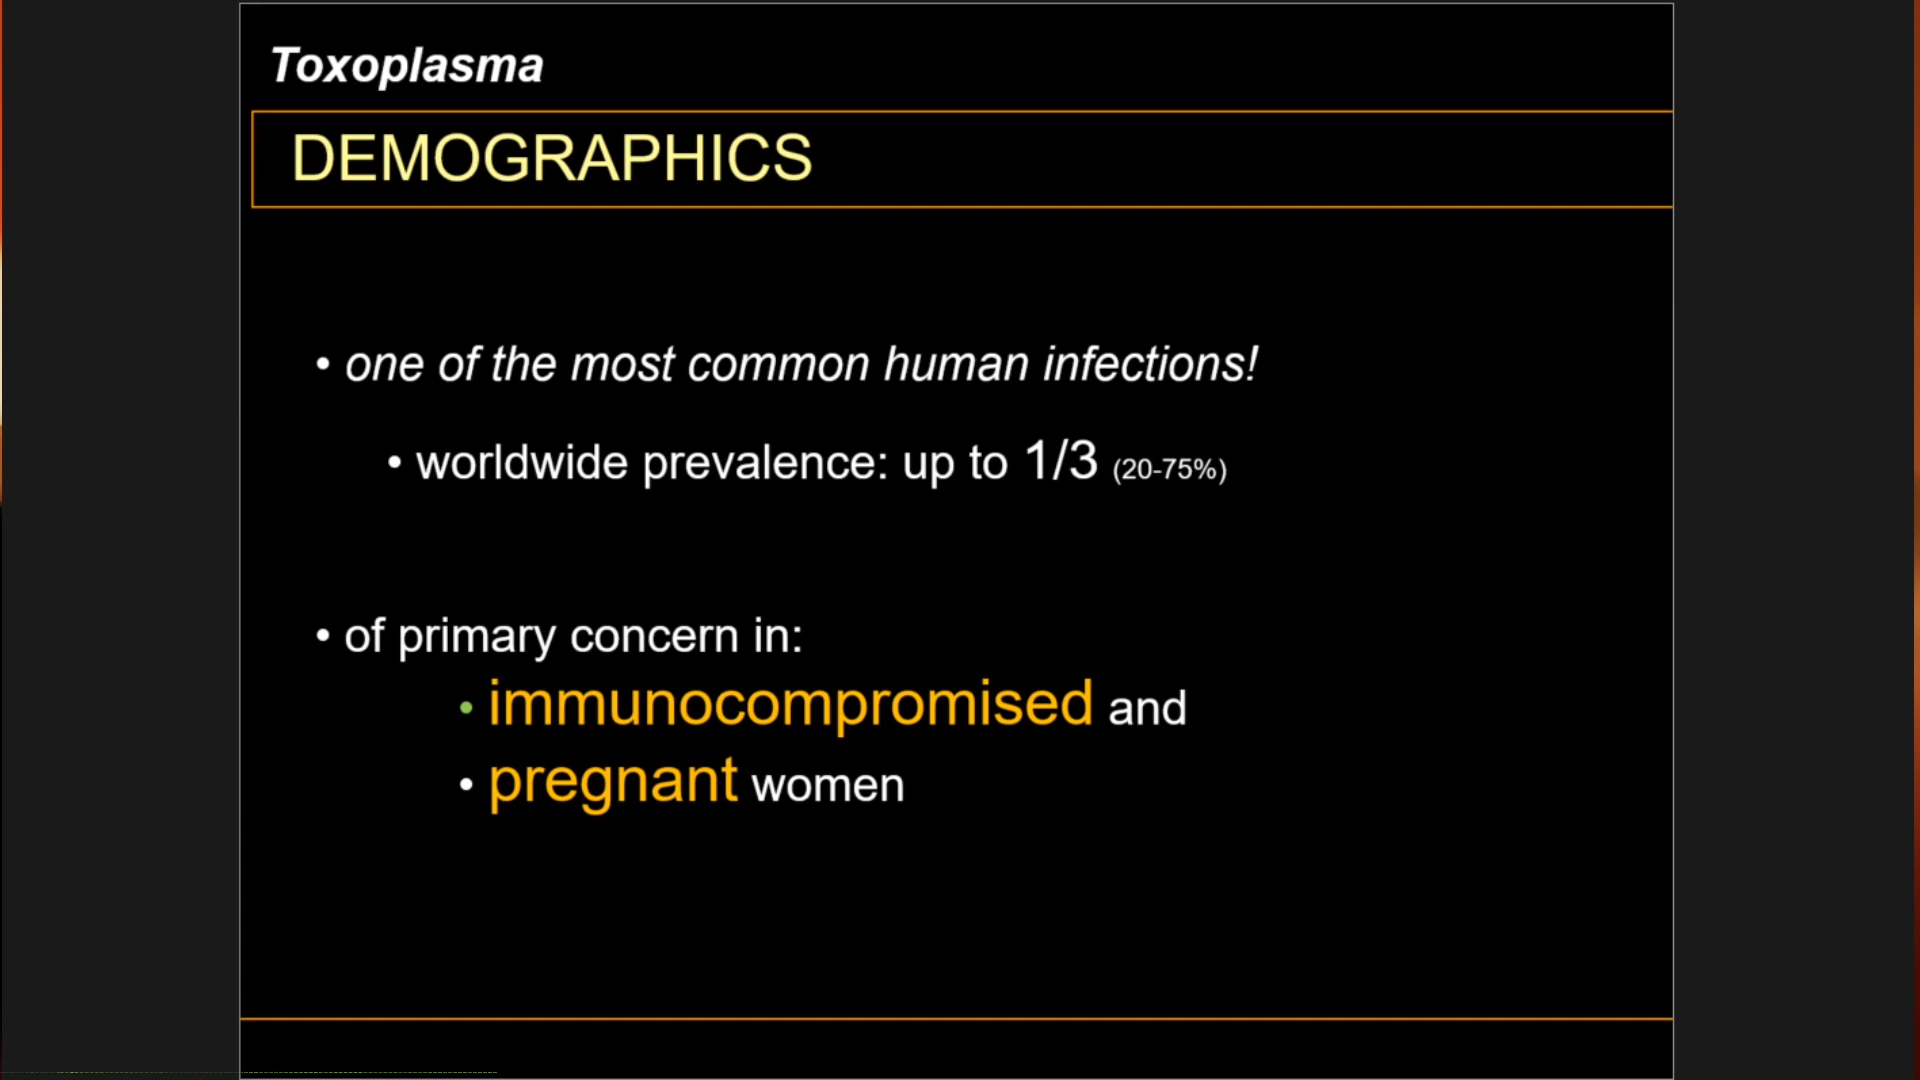 Toxoplasma
DEMOGRAPHICS
• one of the most common human infections!
• worldwide prevalence: up to 1/3 (20-75%)
• of primary concern in:
• immunocompromised and
• pregnant women